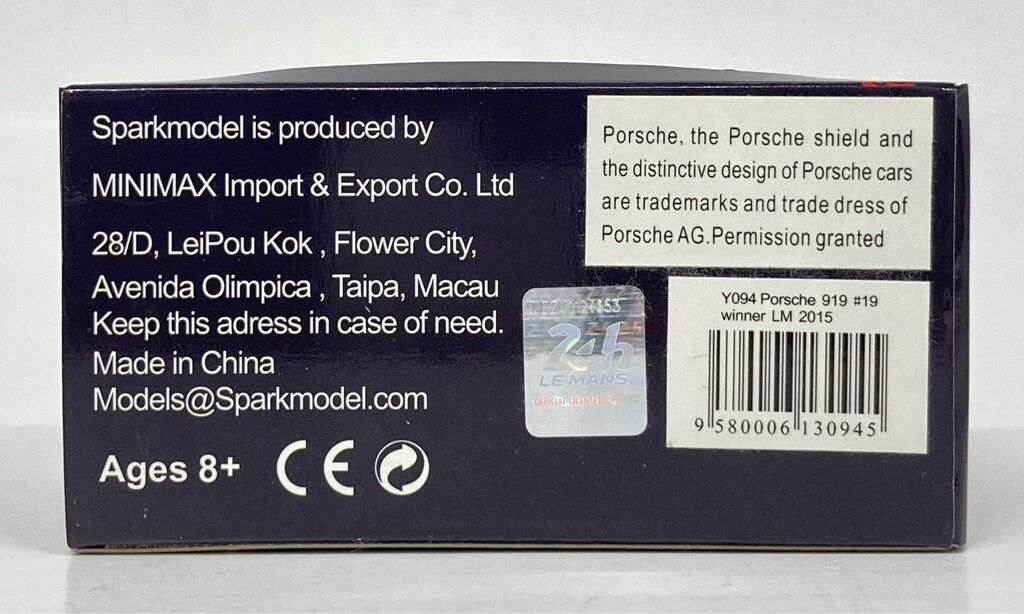 Sparkmodel is produced by
MINIMAX Import & Export Co. Ltd
28/D, LeiPou Kok , Flower City,
Avenida Olimpica , Taipa, Macau
Keep this adress in case of need.
Made in China
Models@Sparkmodel.com
Ages 8+
CE
Porsche, the Porsche shield and
the distinctive design of Porsche cars
are trademarks and trade dress of
Porsche AG.Permission granted
24h
LE MANS
OFFICIAL LICENSED
Y094 Porsche 919 #19
winner LM 2015
9 580006 130945